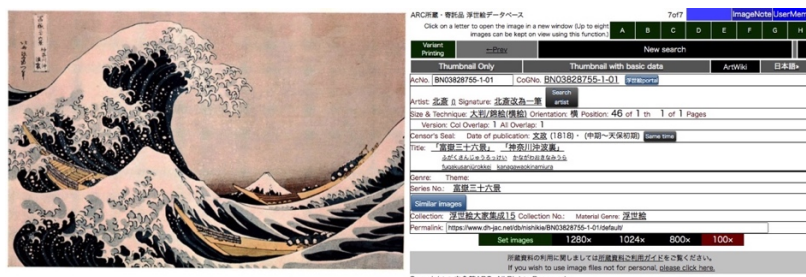 ARC所蔵・寄託品 浮世絵データベース
7of7
ImageNote
UserMem
Click on a letter to open the image in a new window (Up to eight
images can be kept on view using this function.)
A B C D E F G H
Variant
Printing
←Prev
New search
Thumbnail Only
Thumbnail with basic data
ArtWiki
日本語
AcNo. BN03828755-1-01 CoGNo. BN03828755-1-01 浮世絵portal
Artist: 北斎 Signature: 北斎改為一筆 Search
artist
Size & Technique: 大判/錦絵(横絵) Orientation: 横 Position: 46 of 1 th 1 of 1 Pages
Version: Col Overlap: 1 All Overlap: 1
Censor's Seal: Date of publication: 文政 (1818)・ (中期〜天保初期) Same time
Title: 「富嶽三十六景」 「神奈川沖波裏」
ふがくさんじゅうろっけい かながわおきなみうら
fugakusanjūrokkei kanagawaokinamiura
Genre: Theme:
Series No.: 富嶽三十六景
Similar images
Collection: 浮世絵大家集成15 Collection No.: Material Genre: 浮世絵
Permalink: https://www.dh-jac.net/db/nishikie/BN03828755-1-01/default/
Set images 1280× 1024× 800× 100×
所蔵資料の利用に関しましては所蔵資料ご利用ガイドをご覧ください。
If you wish to use image files not for personal, please click here.